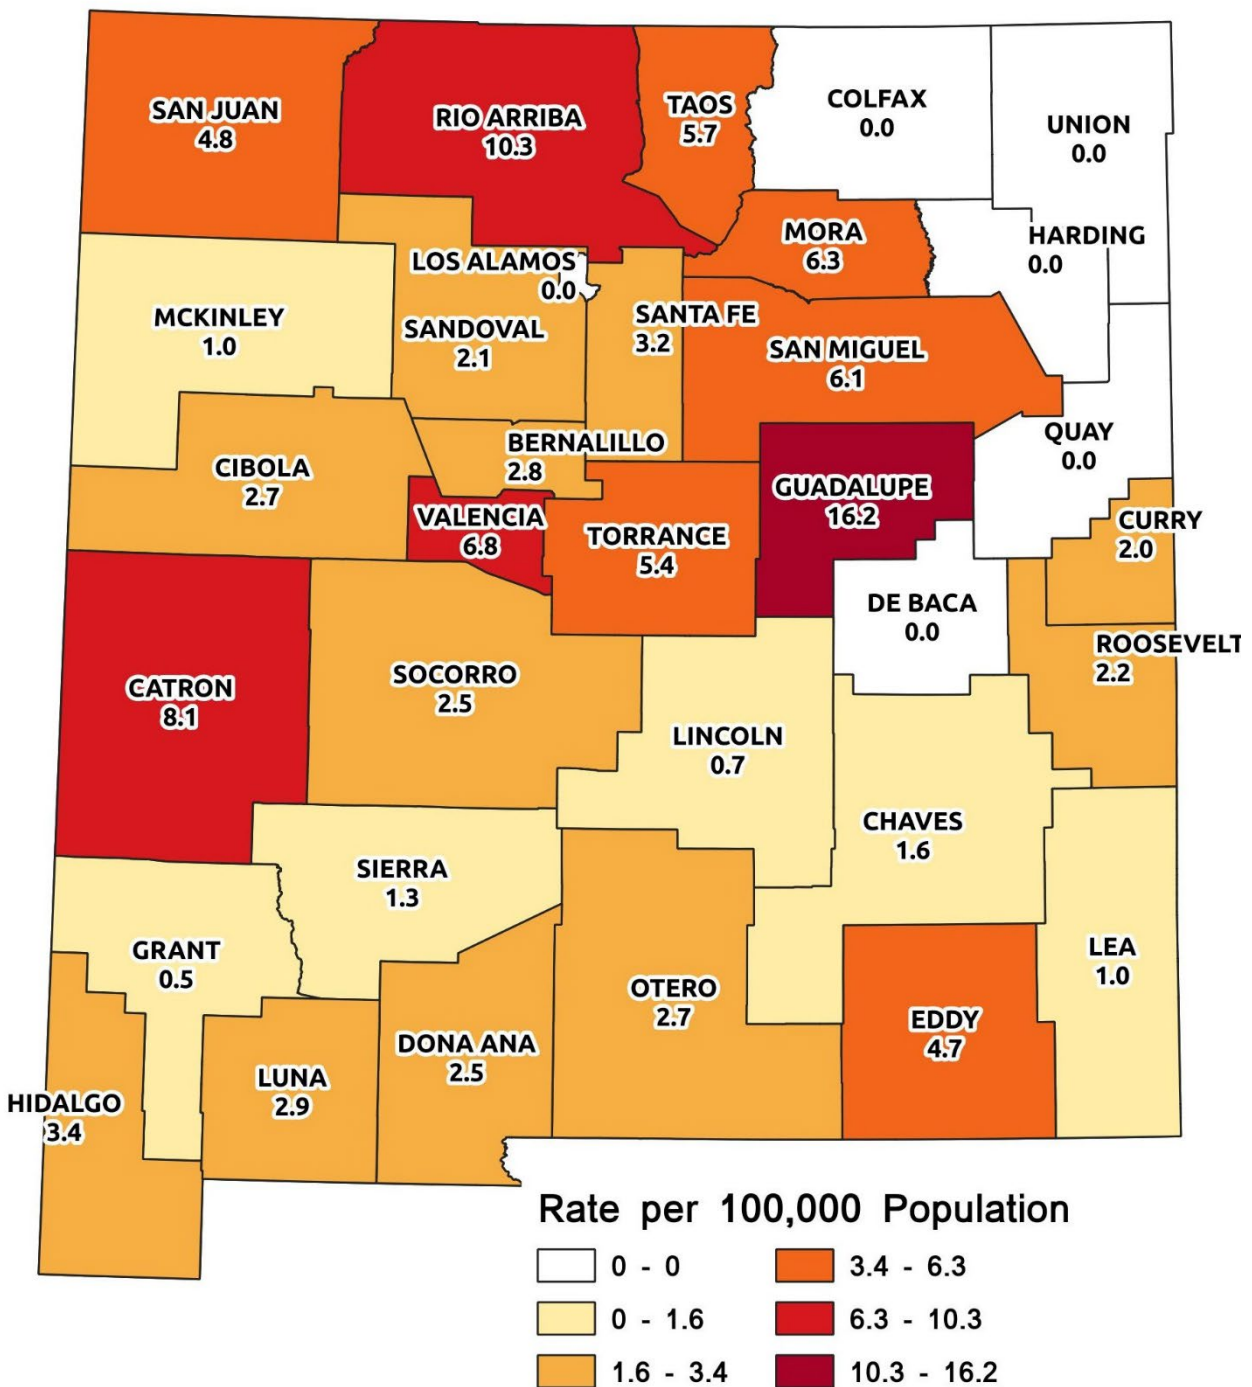 SAN JUAN
4.8
RIO ARRIBA
10.3
TAOS
5.7
COLFAX
0.0
UNION
0.0
MORA
6.3
HARDING
0.0
LOS ALAMOS
0.0
MCKINLEY
1.0
SANDOVAL
2.1
SANTA FE
3.2
SAN MIGUEL
6.1
QUAY
0.0
CIBOLA
2.7
BERNALILLO
2.8
GUADALUPE
16.2
VALENCIA
6.8
TORRANCE
5.4
CURRY
2.0
DE BACA
0.0
ROOSEVELT
2.2
CATRON
8.1
SOCORRO
2.5
LINCOLN
0.7
CHAVES
1.6
SIERRA
1.3
GRANT
0.5
LEA
1.0
OTERO
2.7
EDDY
4.7
DONA ANA
2.5
LUNA
2.9
HIDALGO
3.4
Rate per 100,000 Population
0 - 0
3.4 - 6.3
0 - 1.6
6.3 - 10.3
1.6 - 3.4
10.3 - 16.2